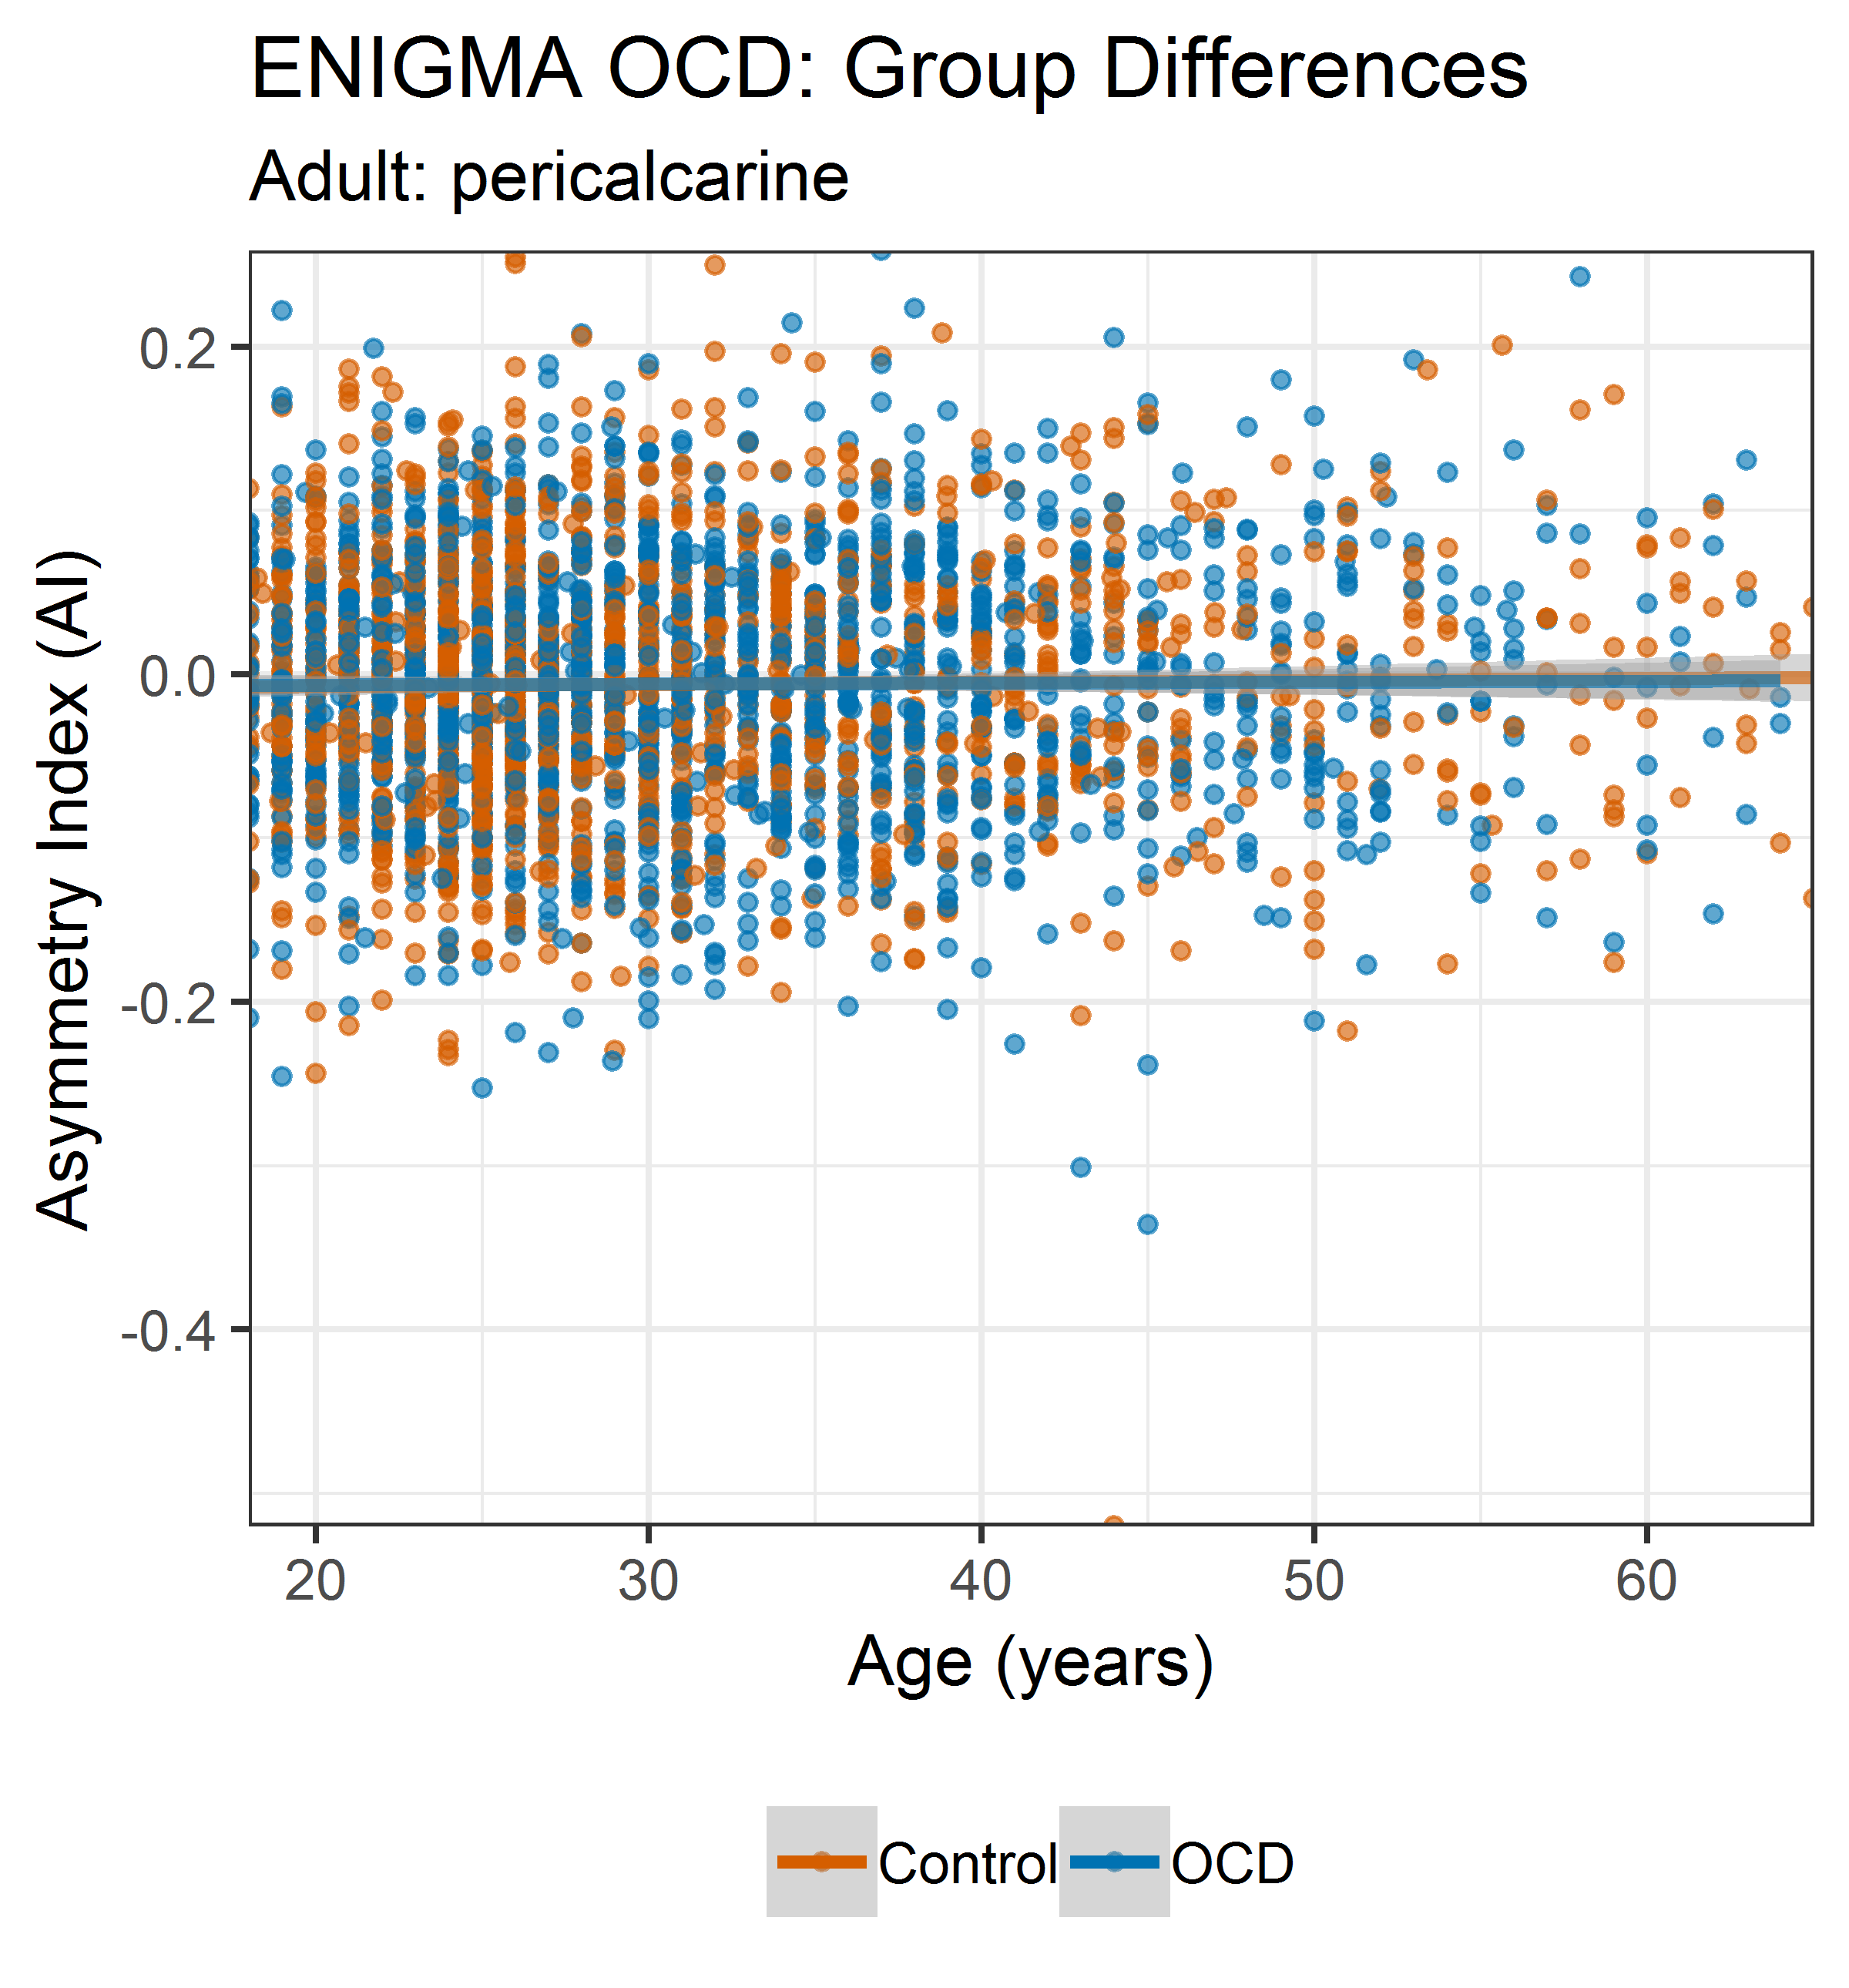 ENIGMA OCD: Group Differences
Adult: pericalcarine
Asymmetry Index (AI)
0.2
0.0
-0.2
-0.4
20 30 40 50 60
Age (years)
Control OCD